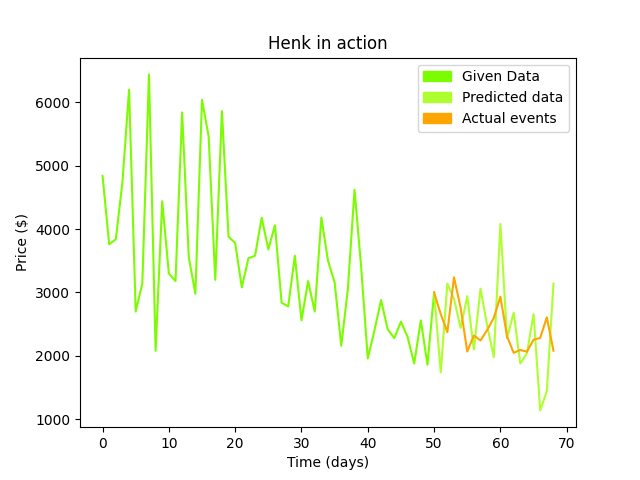 Henk in action
Given Data
Predicted data
Actual events
Price ($)
6000
5000
4000
3000
2000
1000
0 10 20 30 40 50 60 70
Time (days)